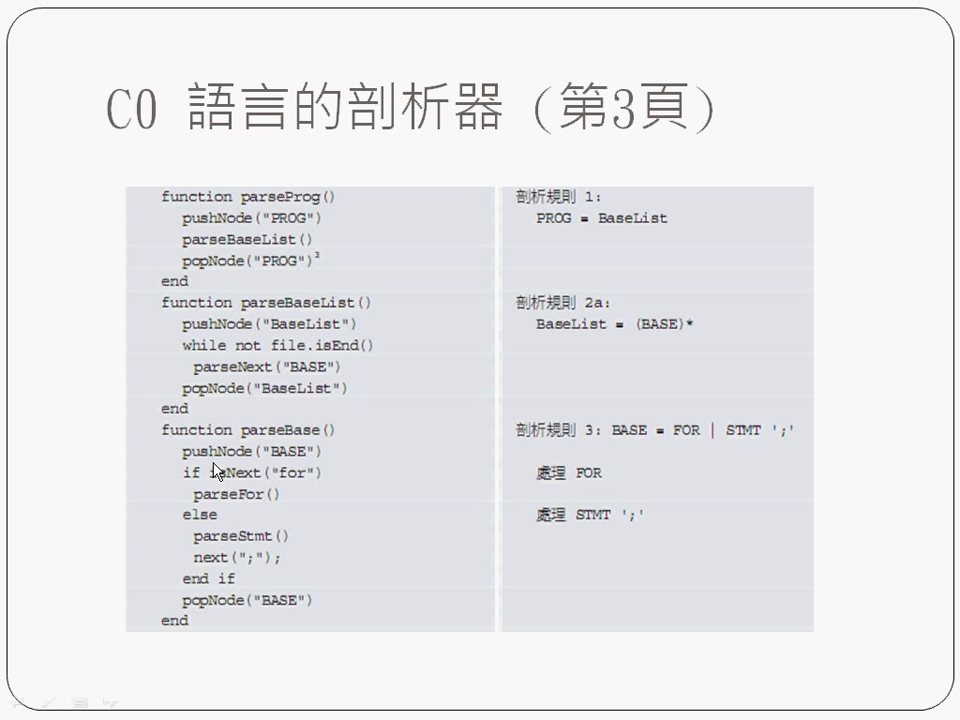 C0 語言的剖析器 (第3頁)
function parseProg()
pushNode("PROG")
parseBaseList()
popNode("PROG")3
end
function parseBaseList()
pushNode("BaseList")
while not file.isEnd()
parseNext("BASE")
popNode("BaseList")
end
function parseBase()
pushNode("BASE")
if isNext("for")
parseFor()
else
parseStmt()
next(";");
end if
popNode("BASE")
end
剖析規則 1:
PROG = BaseList
剖析規則 2a:
BaseList = (BASE)*
剖析規則 3: BASE = FOR | STMT ';'
處理 FOR
處理 STMT ';'